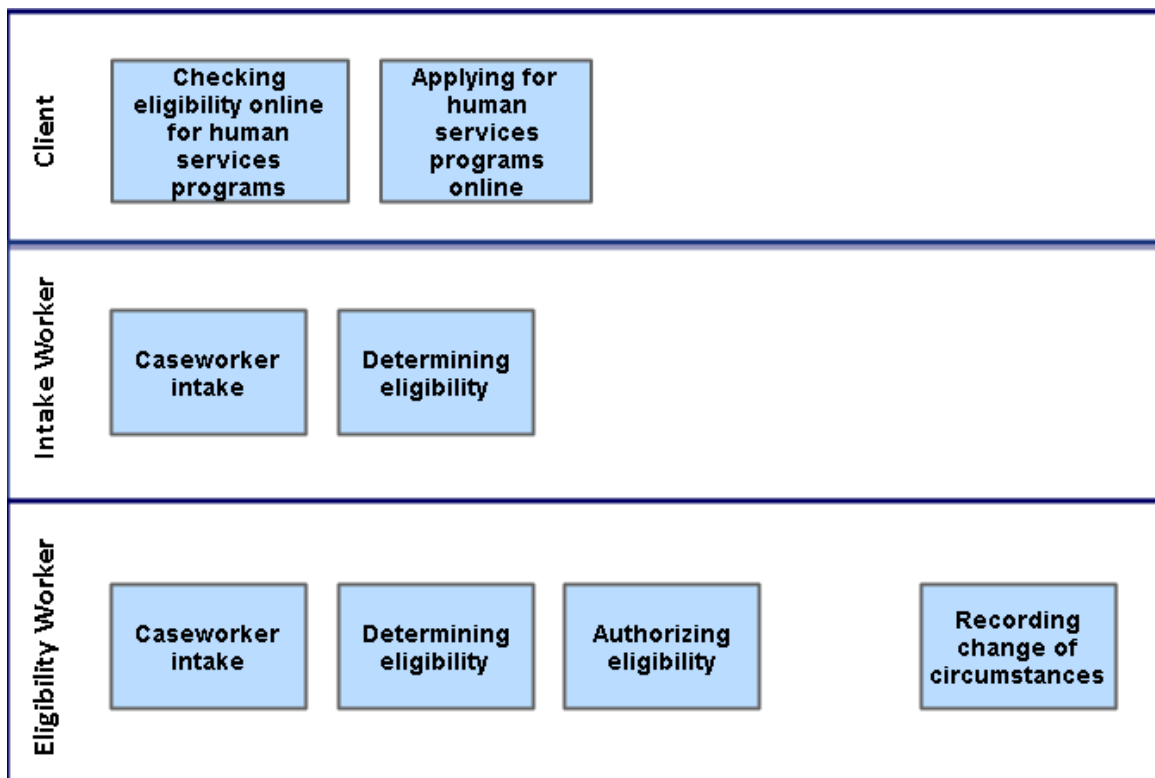 Client
Checking
eligibility online
for human
services
programs
Applying for
human
services
programs
online
Intake Worker
Caseworker
intake
Determining
eligibility
Eligibility Worker
Caseworker
intake
Determining
eligibility
Authorizing
eligibility
Recording
change of
circumstances